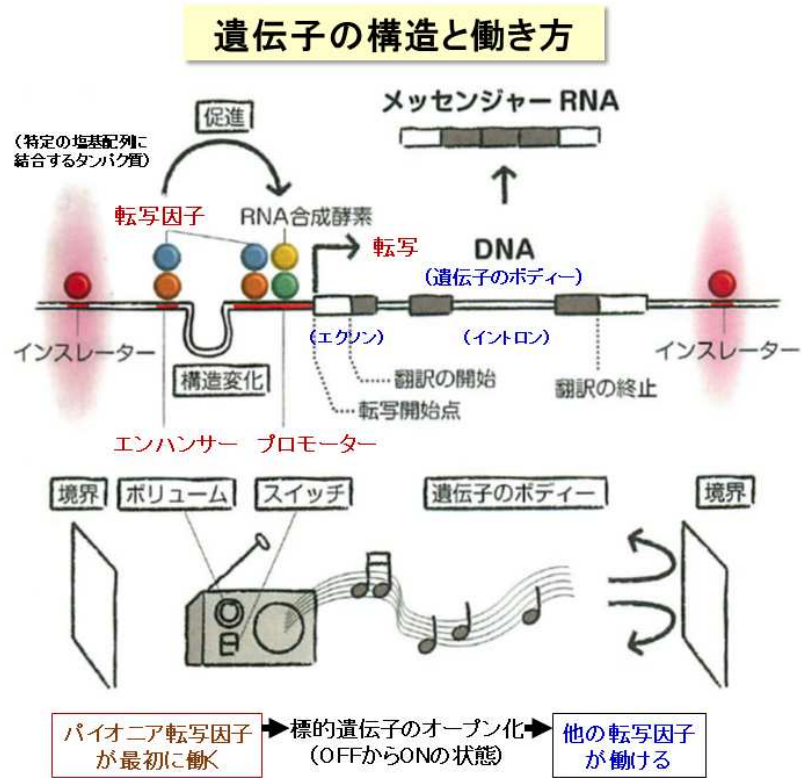 遺伝子の構造と働き方
メッセンジャーRNA
促進
(特定の塩基配列に
結合するタンパク質)
転写因子
RNA合成酵素
転写
DNA
(遺伝子のボディー)
インスレーター
(エクソン)
(イントロン)
インスレーター
構造変化
翻訳の開始
転写開始点
翻訳の終止
エンハンサー
プロモーター
境界
ボリューム
スイッチ
遺伝子のボディー
境界
パイオニア転写因子
が最初に働く
標的遺伝子のオープン化
(OFFからONの状態)
他の転写因子
が働ける